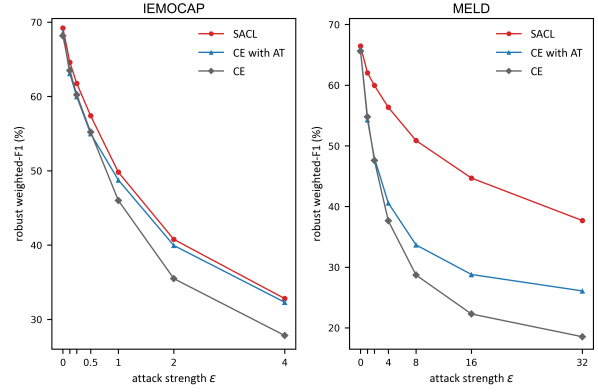 IEMOCAP
robust weighted-F1 (%)
70
60
50
40
30
SACL
CE with AT
CE
0 0.5 1 2 4
attack strength ε
MELD
robust weighted-F1 (%)
70
60
50
40
30
20
SACL
CE with AT
CE
0 4 8 16 32
attack strength ε